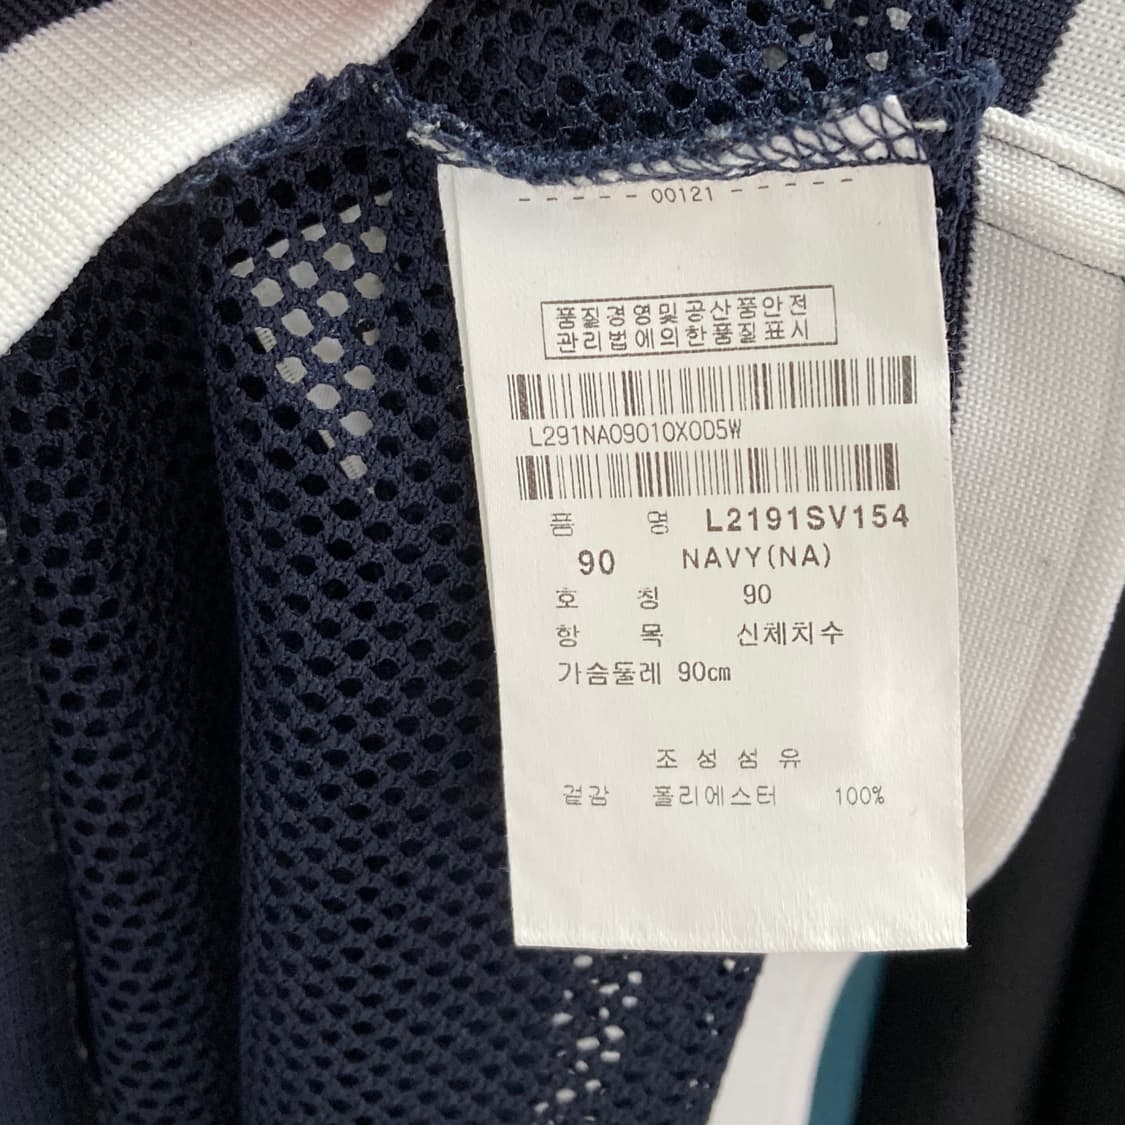 - - - - - 00121 - - - - -
품질경영및공산품안전
관리법에의한품질표시
L291NA09010X0D5W
품 명 L2191SV154
90 NAVY(NA)
호 칭 90
항 목 신체치수
가슴둘레 90cm
조 성 섬 유
겉감 폴리에스터 100%